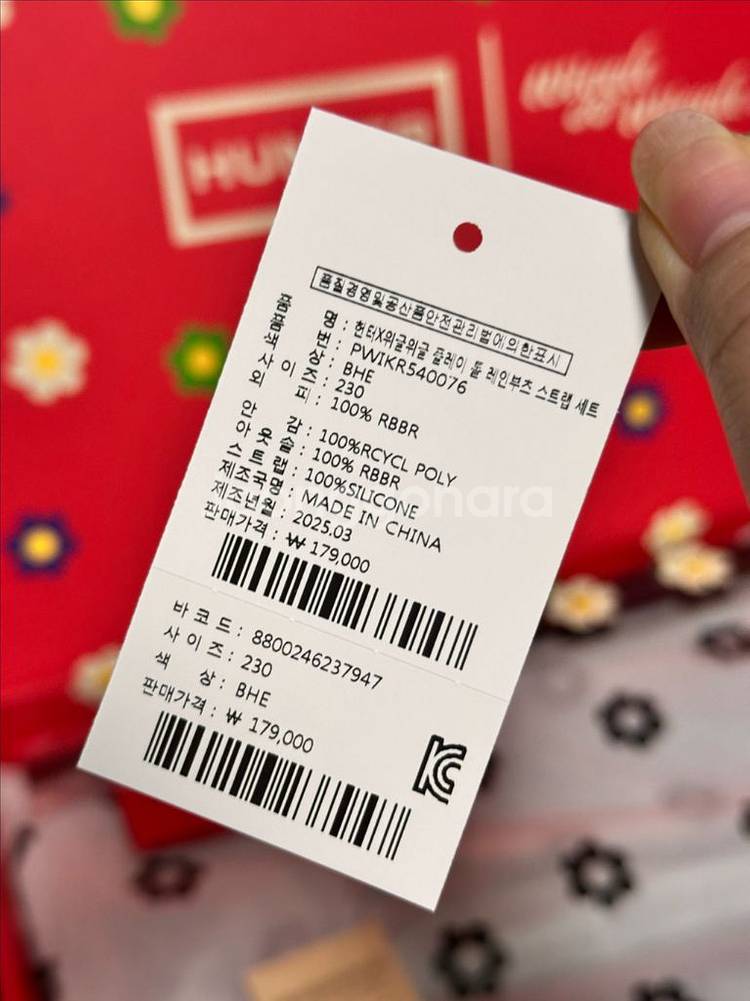 Wiggle Wiggle
HUNTER
품질경영및공산품안전관리법에의한표시
품 명 : 헌터X위글위글 플레이 톨 레인부츠 스트랩 세트
품 번 : PWIKR540076
색 상 : BHE
사 이 즈 : 230
외 피 : 100% RBBR
안 감 : 100%RCYCL POLY
아 웃 솔 : 100% RBBR
스 트 랩 : 100%SILICONE
제조국명 : MADE IN CHINA
제조년월 : 2025.03
판매가격 : ₩ 179,000
바 코 드 : 8800246237947
사 이 즈 : 230
색 상 : BHE
판매가격 : ₩ 179,000